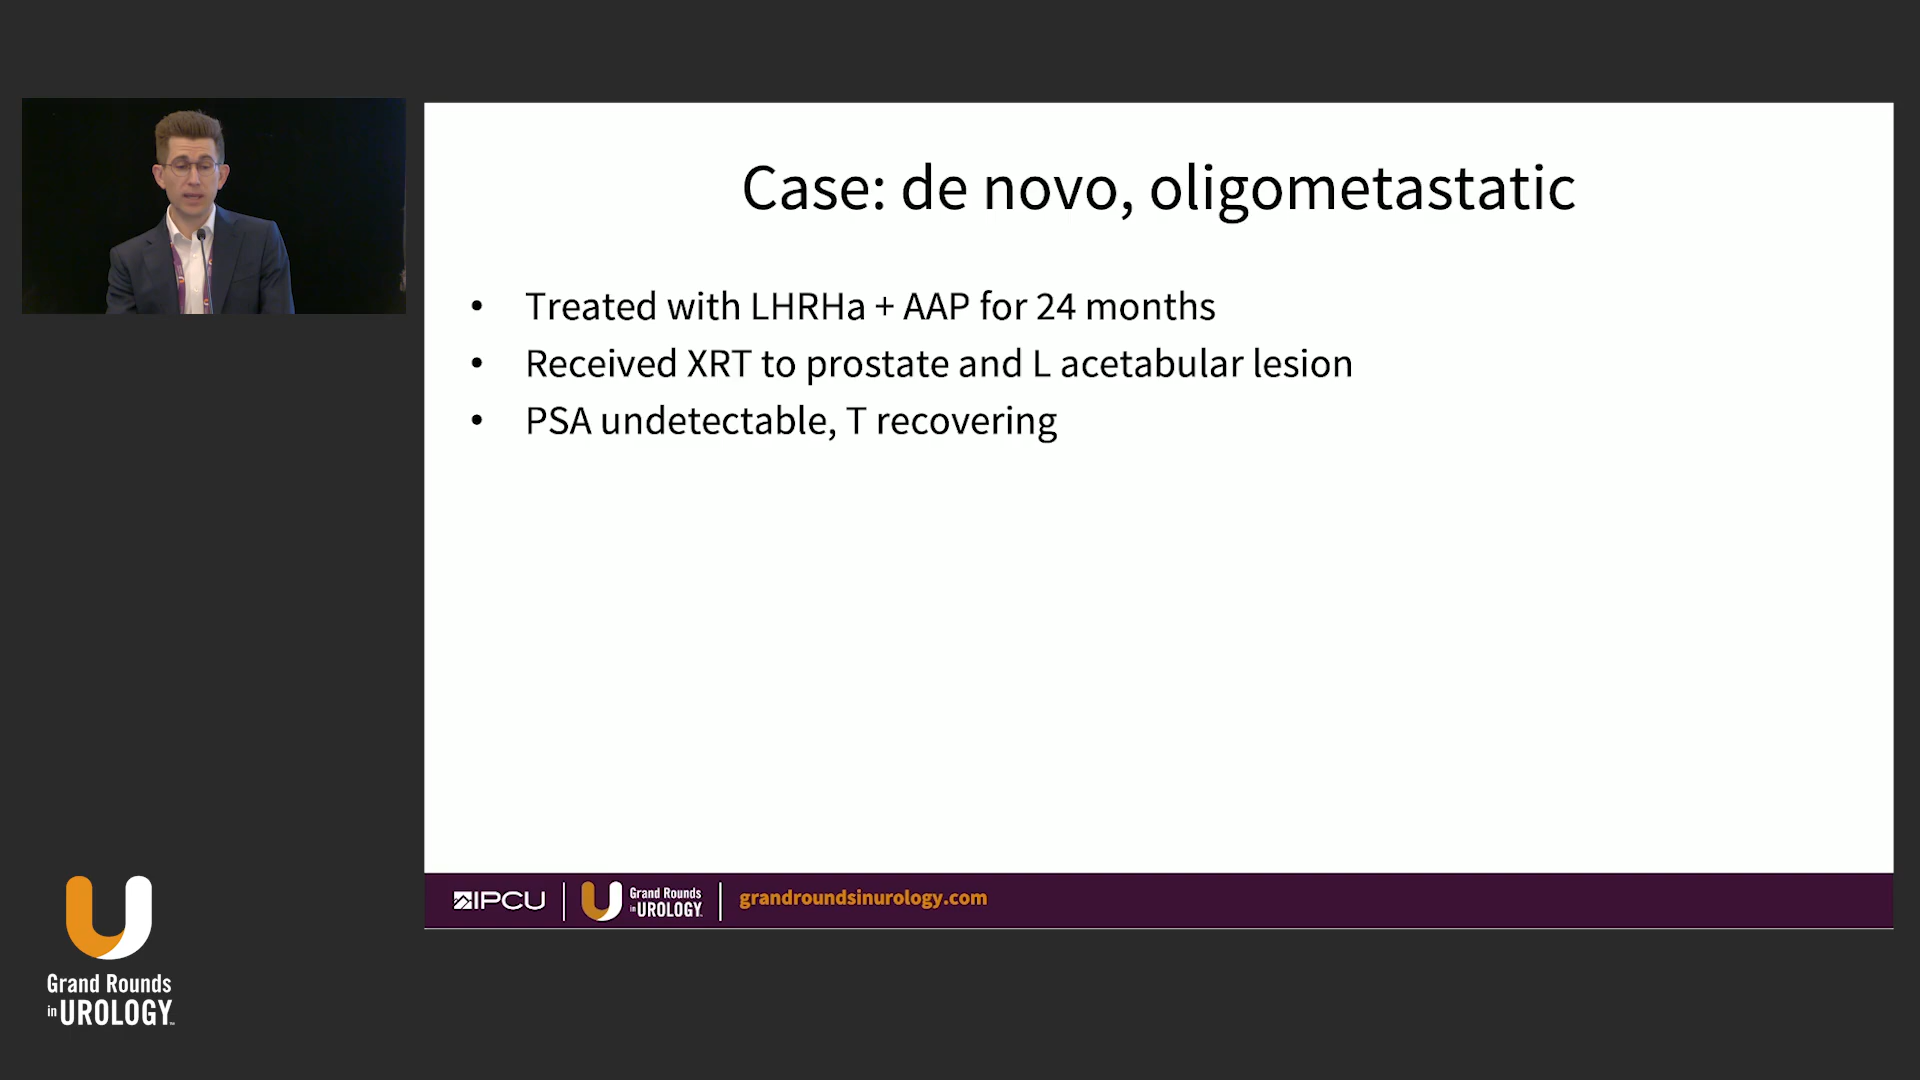 Case: de novo, oligometastatic
• Treated with LHRHa + AAP for 24 months
• Received XRT to prostate and L acetabular lesion
• PSA undetectable, T recovering
IPCU
Grand Rounds
in UROLOGY
grandroundsinurology.com
Grand Rounds
in UROLOGY